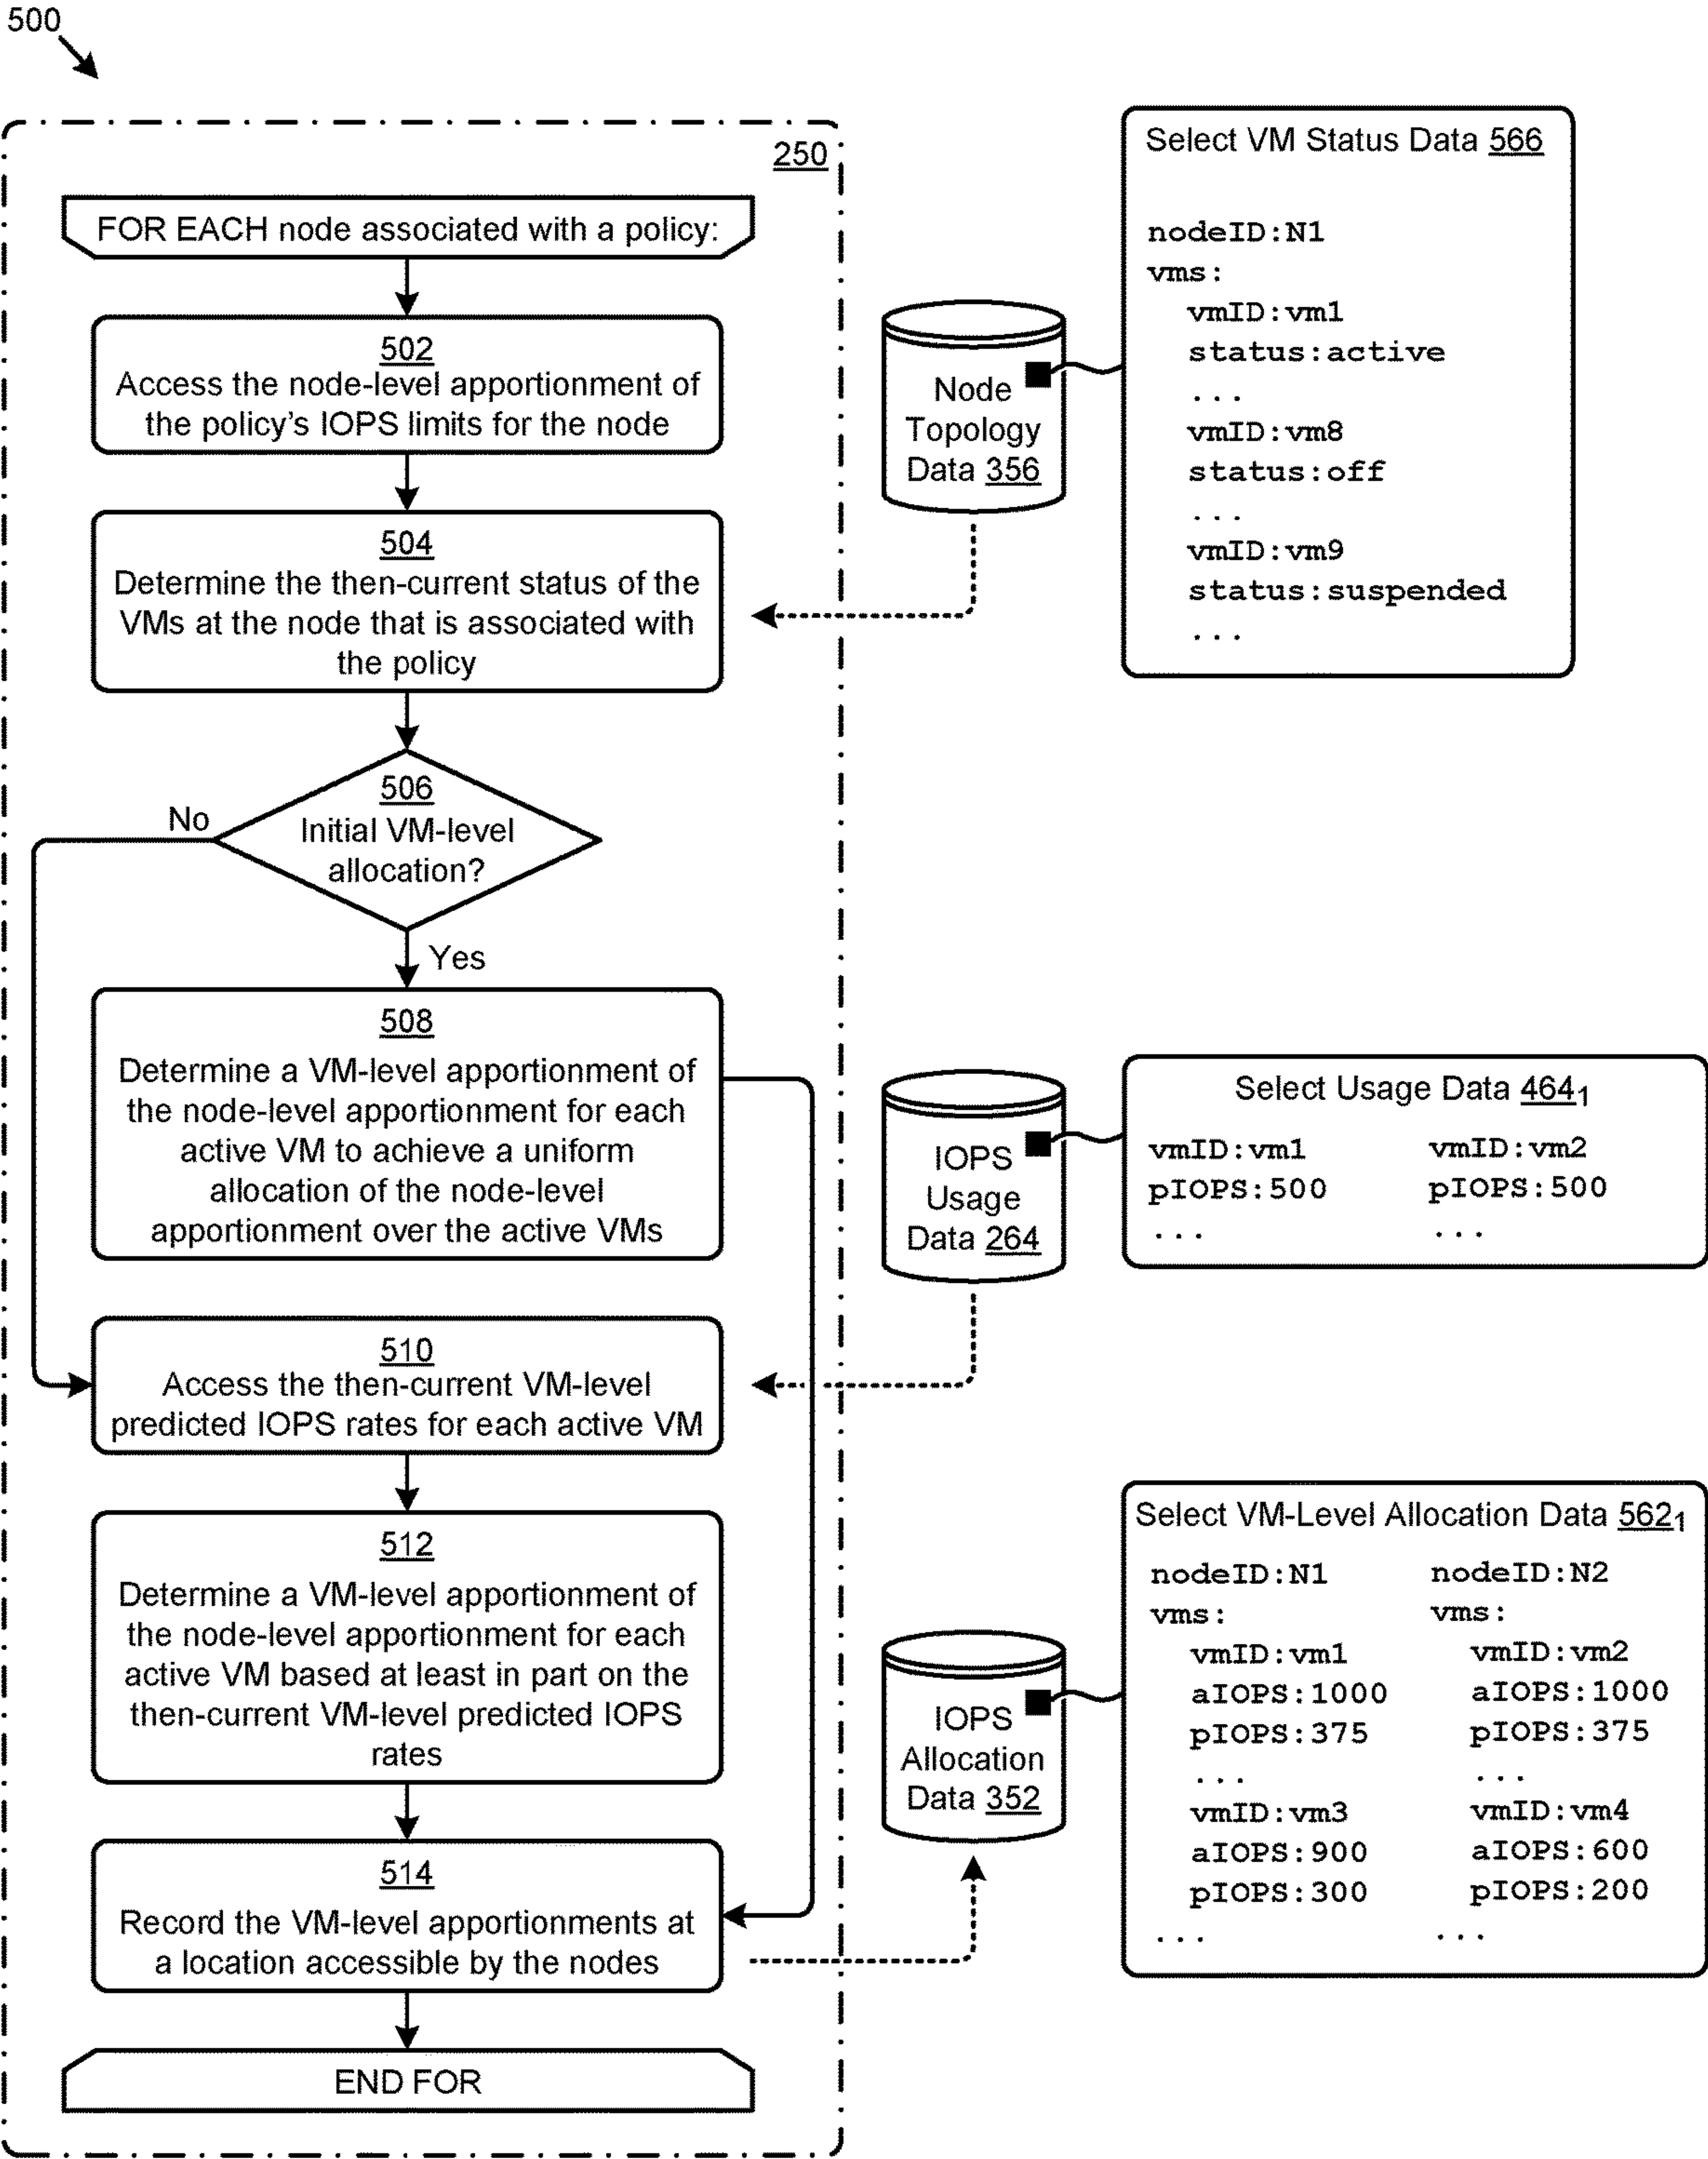 500
250
FOR EACH node associated with a policy:
502
Access the node-level apportionment of
the policy's IOPS limits for the node
504
Determine the then-current status of the
VMs at the node that is associated with
the policy
506
Initial VM-level
allocation?
No
Yes
508
Determine a VM-level apportionment of
the node-level apportionment for each
active VM to achieve a uniform
allocation of the node-level
apportionment over the active VMs
510
Access the then-current VM-level
predicted IOPS rates for each active VM
512
Determine a VM-level apportionment of
the node-level apportionment for each
active VM based at least in part on the
then-current VM-level predicted IOPS
rates
514
Record the VM-level apportionments at
a location accessible by the nodes
END FOR
Node
Topology
Data 356
Select VM Status Data 566
nodeID:N1
vms:
vmID:vm1
status:active
...
vmID:vm8
status:off
...
vmID:vm9
status:suspended
...
IOPS
Usage
Data 264
Select Usage Data 464₁
vmID:vm1 vmID:vm2
pIOPS:500 pIOPS:500
... ...
IOPS
Allocation
Data 352
Select VM-Level Allocation Data 562₁
nodeID:N1 nodeID:N2
vms: vms:
vmID:vm1 vmID:vm2
aIOPS:1000 aIOPS:1000
pIOPS:375 pIOPS:375
... ...
vmID:vm3 vmID:vm4
aIOPS:900 aIOPS:600
pIOPS:300 pIOPS:200
... ...